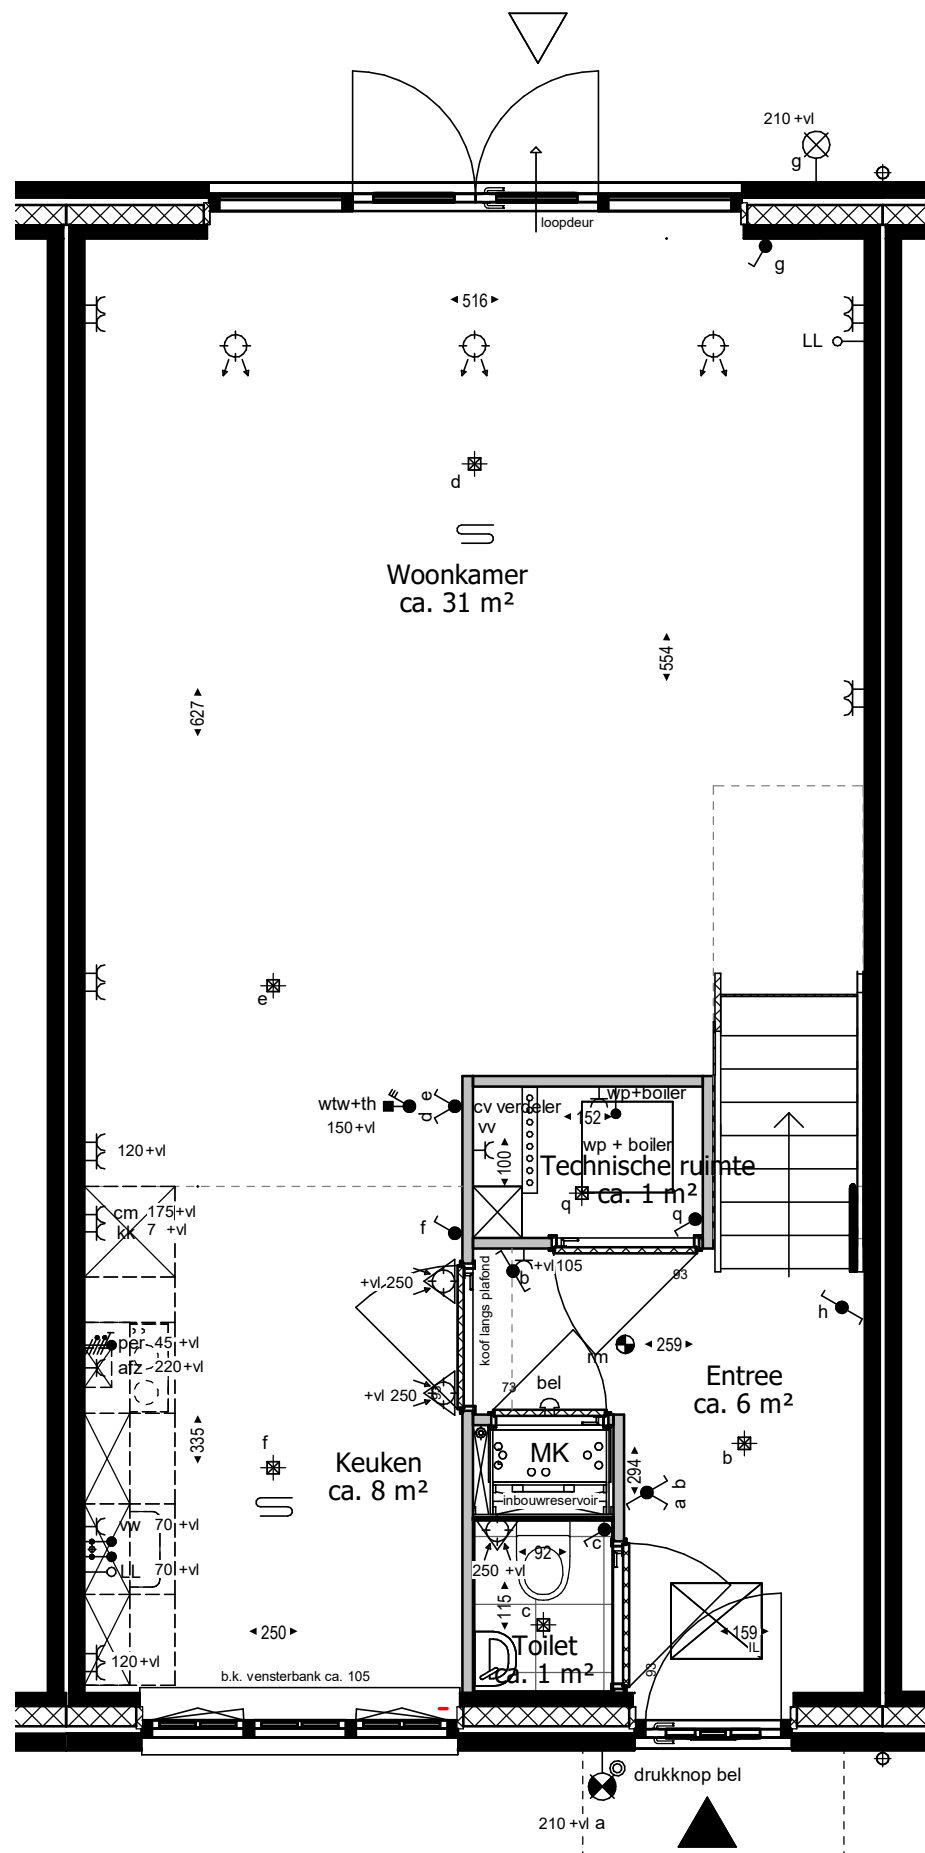 210 +vl
g
loopdeur
g
516
LL
d
Woonkamer
ca. 31 m²
554
627
e
wtw+th
150+vl
e
d
cv verdeler
vv
wp+boiler
152
wp + boiler
100
Technische ruimte
ca. 1 m²
q
q
120+vl
cm 175+vl
kk 7 +vl
f
b
+vl 105
93
+vl 250
koof langs plafond
h
per 45 +vl
afz 220+vl
rm
259
73
bel
+vl 250
93
Entree
ca. 6 m²
335
f
Keuken
ca. 8 m²
MK
inbouwreservoir
294
b
b
a
vw 70 +vl
LL 70 +vl
c
92
250 +vl
115
c
Toilet
ca. 1 m²
250
120+vl
159
IL
93
b.k. vensterbank ca. 105
drukknop bel
210 +vl a